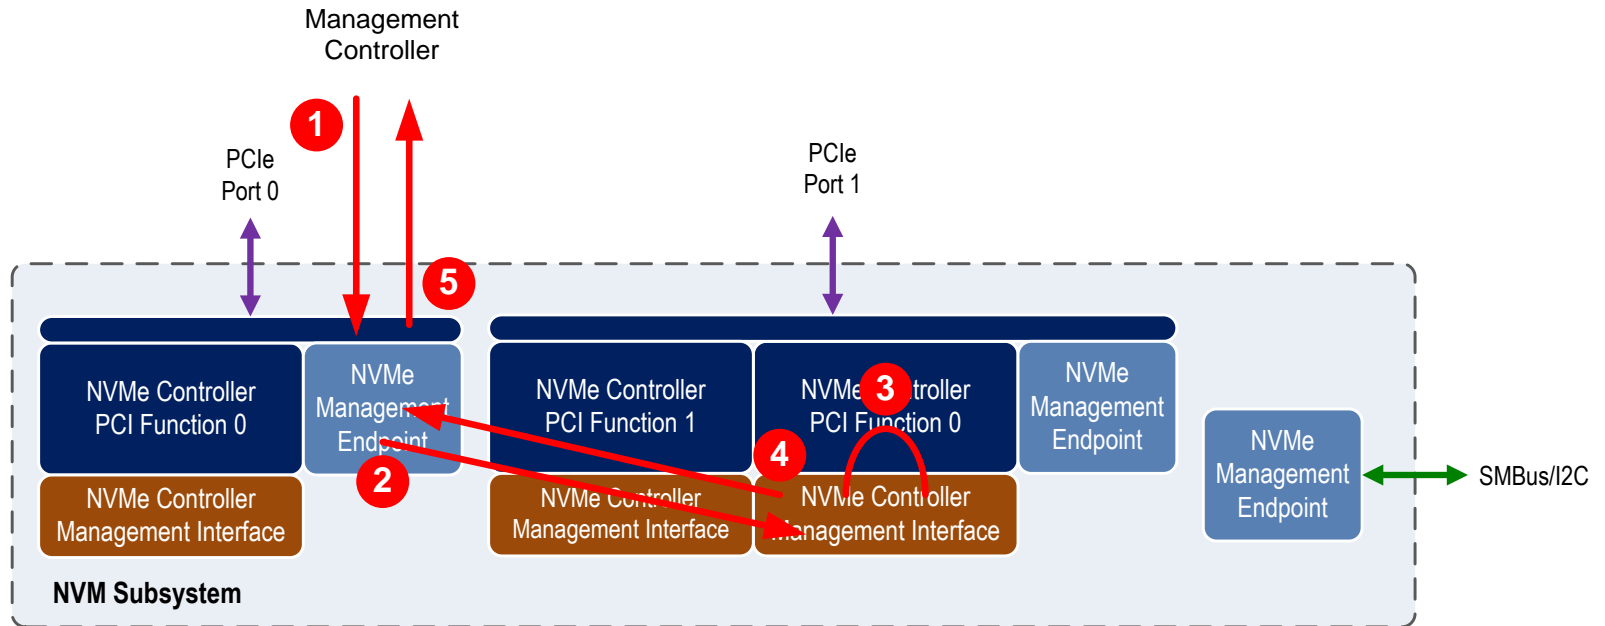 Management
Controller
1
PCIe
Port 0
PCIe
Port 1
5
NVMe Controller
PCI Function 0
NVMe
Management
Endpoint
2
NVMe Controller
Management Interface
NVMe Controller
PCI Function 1
NVMe Controller
PCI Function 0
3
4
NVMe Controller
Management Interface
NVMe Controller
Management Interface
NVMe
Management
Endpoint
NVMe
Management
Endpoint
SMBus/I2C
NVM Subsystem